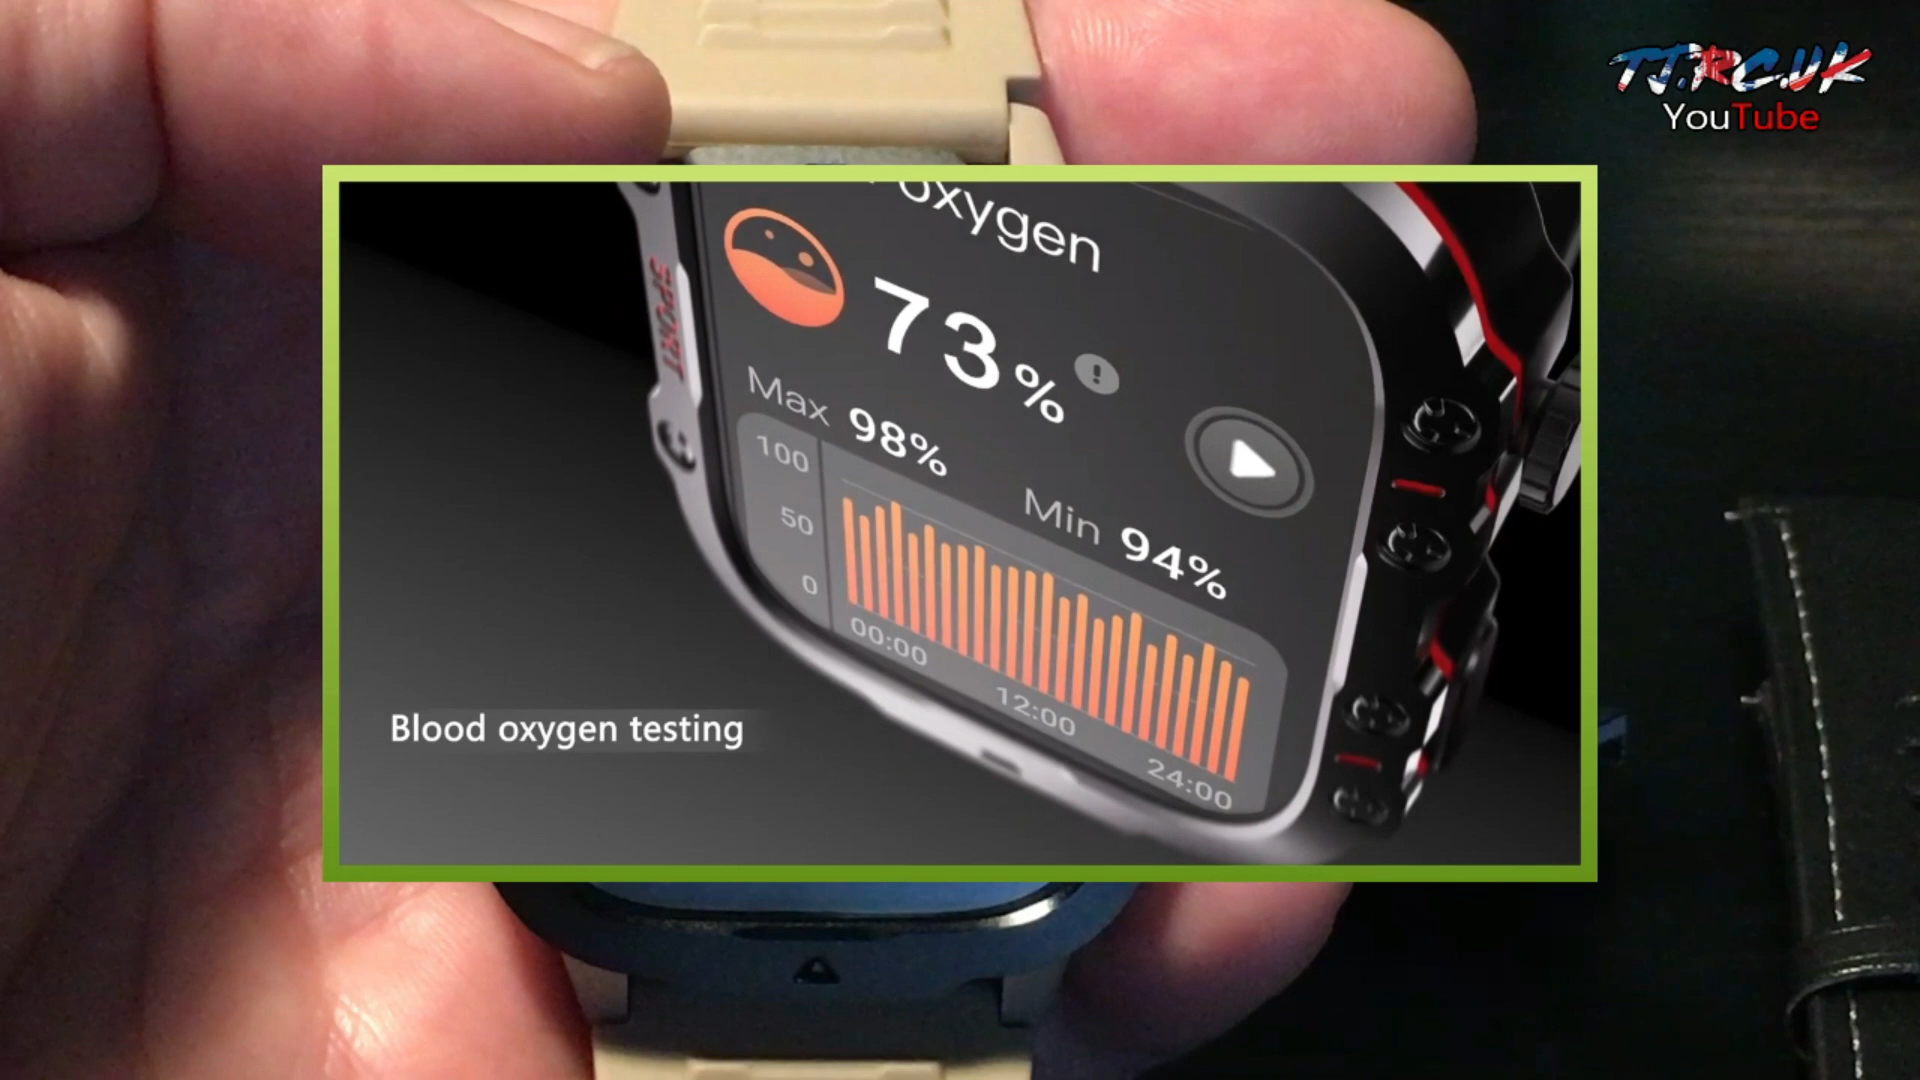 TJ.RC.UK
YouTube
oxygen
SPORT
73%
Max 98%
Min 94%
100
50
0
00:00
12:00
24:00
Blood oxygen testing